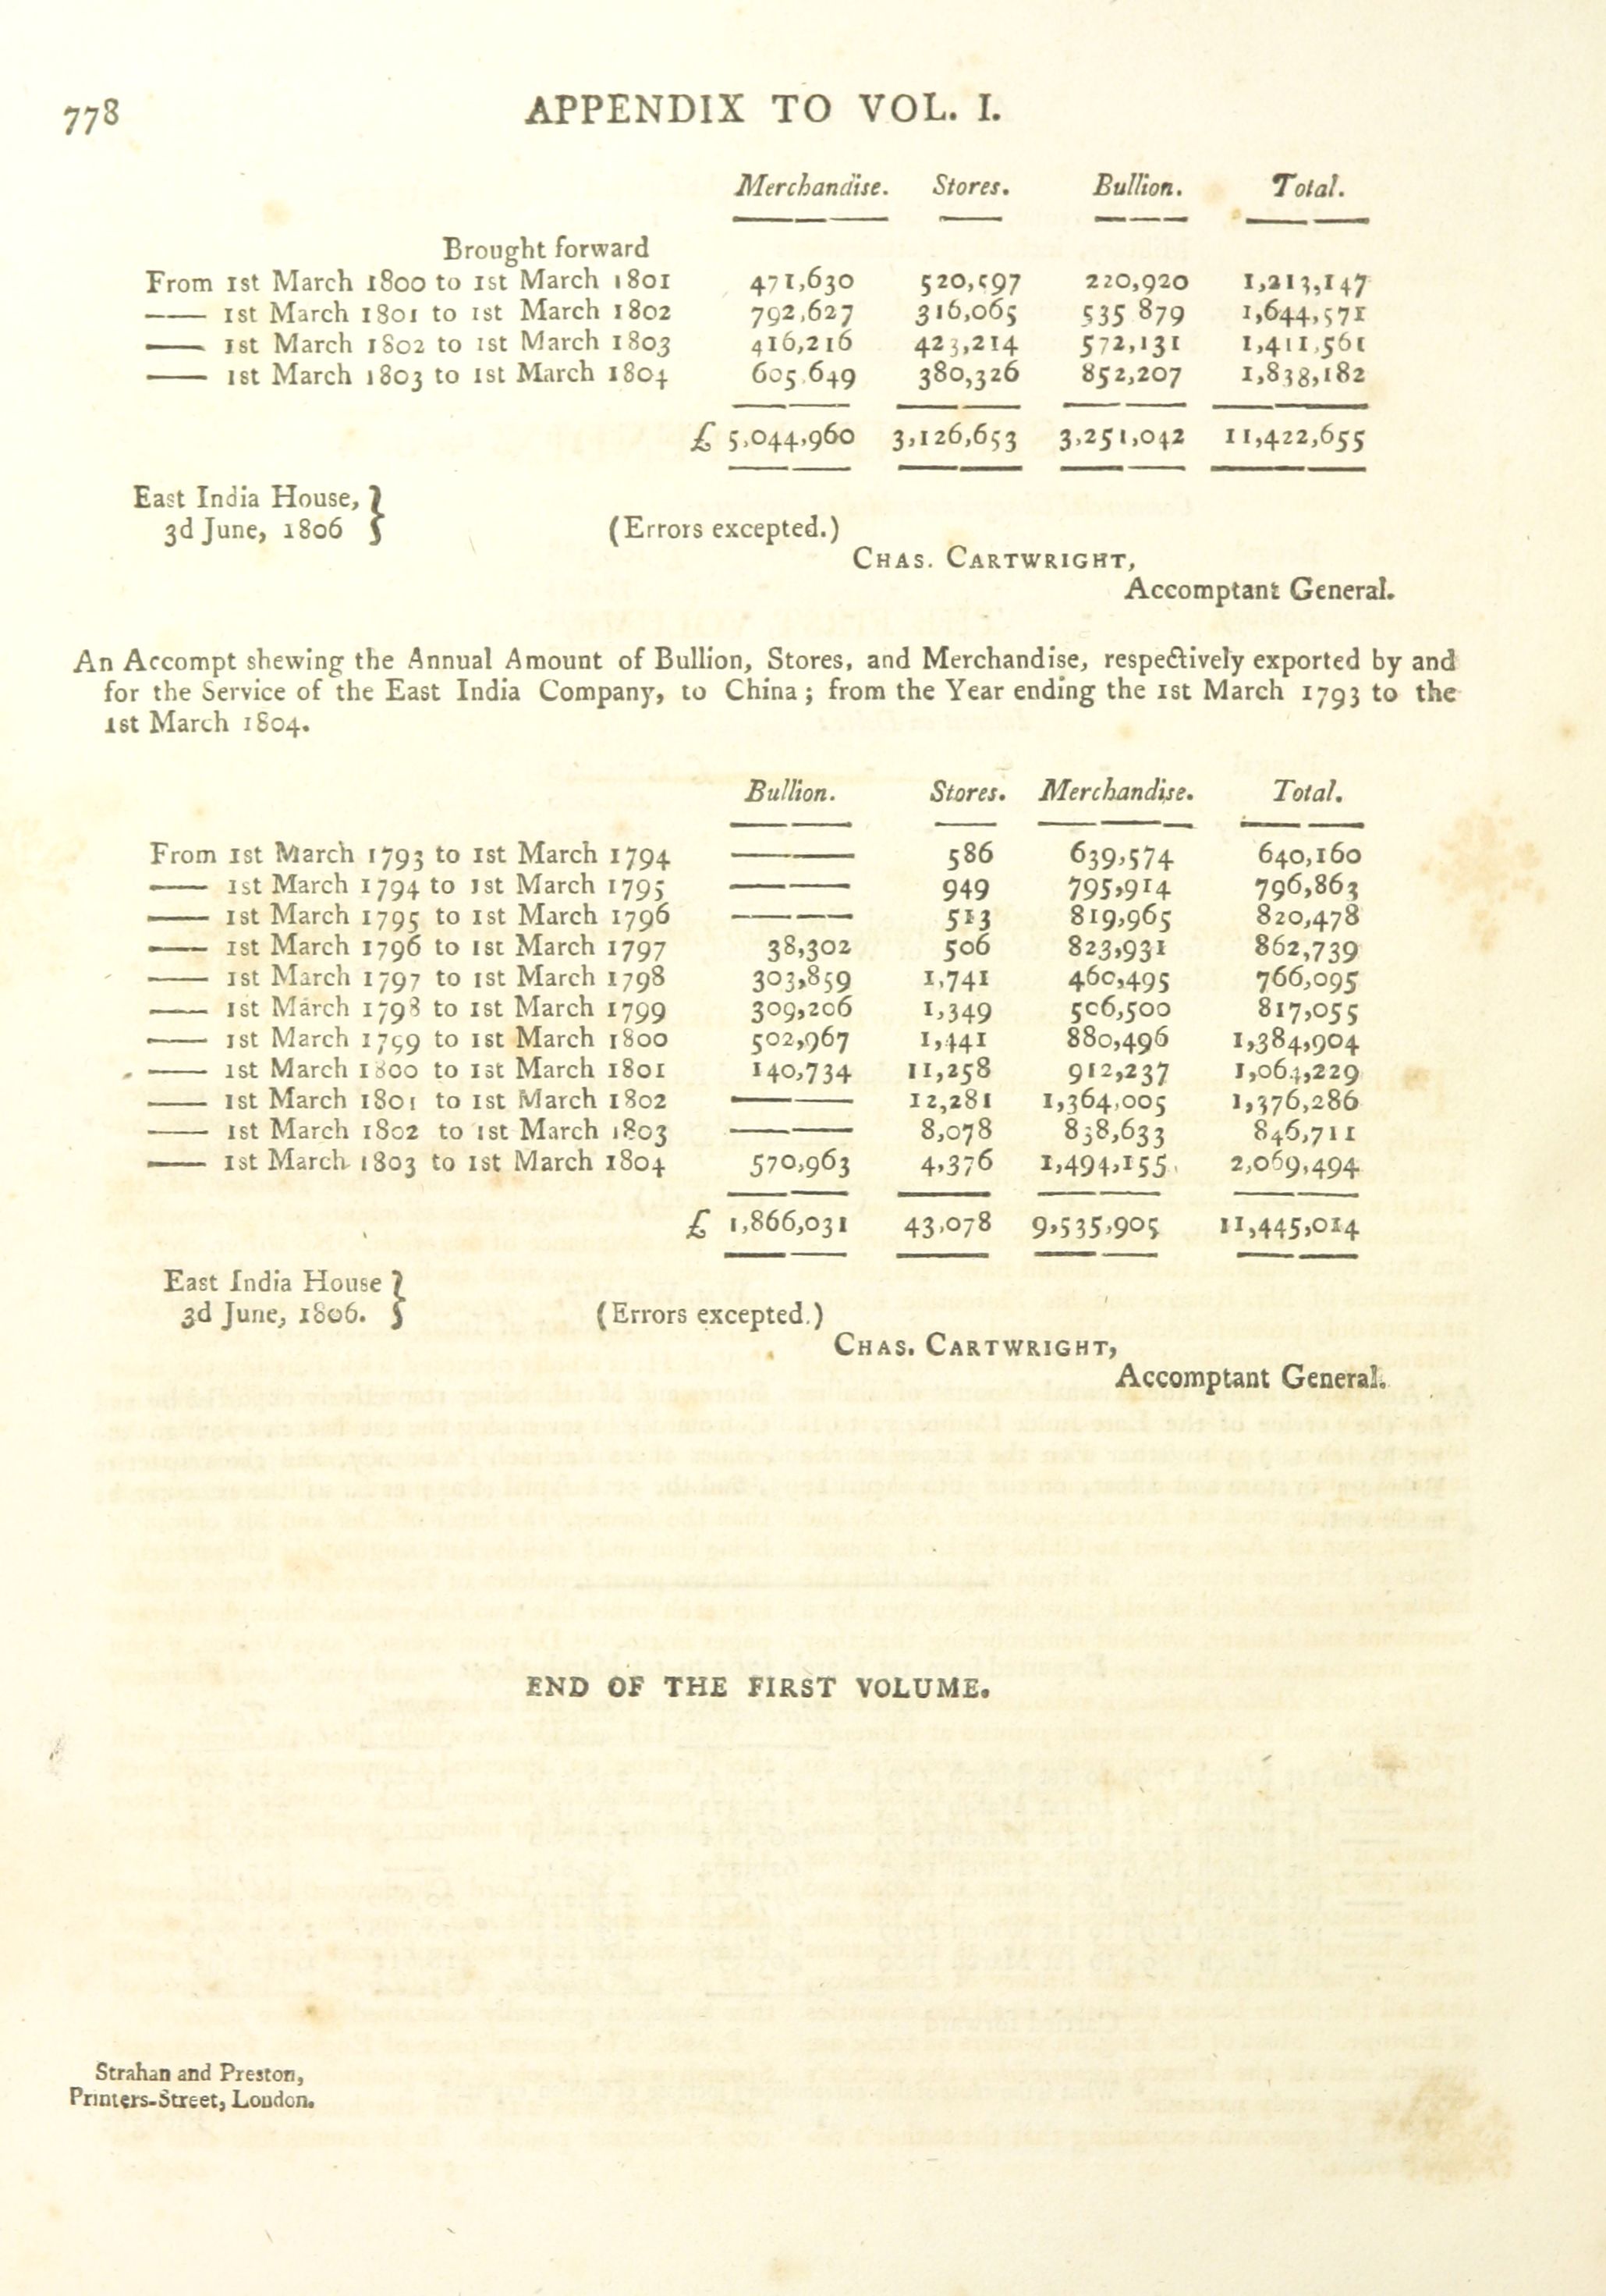 778
APPENDIX TO VOL. I.
Merchandise. Stores. Bullion. Total.
Brought forward
From 1st March 1800 to 1st March 1801 471,630 520,597 220,920 1,213,147
—— 1st March 1801 to 1st March 1802 792,627 316,065 535 879 1,644,571
—— 1st March 1802 to 1st March 1803 416,216 423,214 572,131 1,411,561
—— 1st March 1803 to 1st March 1804 605,649 380,326 852,207 1,838,182
£ 5,044,960 3,126,653 3,251,042 11,422,655
East India House, }
3d June, 1806 (Errors excepted.)
CHAS. CARTWRIGHT,
Accomptant General.
An Accompt shewing the Annual Amount of Bullion, Stores, and Merchandise, respectively exported by and
for the Service of the East India Company, to China; from the Year ending the 1st March 1793 to the
1st March 1804.
Bullion. Stores. Merchandise. Total.
From 1st March 1793 to 1st March 1794 —— 586 639,574 640,160
—— 1st March 1794 to 1st March 1795 —— 949 795,914 796,863
—— 1st March 1795 to 1st March 1796 —— 513 819,965 820,478
—— 1st March 1796 to 1st March 1797 38,302 506 823,931 862,739
—— 1st March 1797 to 1st March 1798 303,859 1,741 460,495 766,095
—— 1st March 1798 to 1st March 1799 309,206 1,349 506,500 817,055
—— 1st March 1799 to 1st March 1800 502,967 1,441 880,496 1,384,904
—— 1st March 1800 to 1st March 1801 140,734 11,258 912,237 1,064,229
—— 1st March 1801 to 1st March 1802 —— 12,281 1,364,005 1,376,286
—— 1st March 1802 to 1st March 1803 —— 8,078 838,633 846,711
—— 1st March 1803 to 1st March 1804 570,963 4,376 1,494,155 2,069,494
£ 1,866,031 43,078 9,535,905 11,445,014
East India House }
3d June, 1806. (Errors excepted.)
CHAS. CARTWRIGHT,
Accomptant General.
END OF THE FIRST VOLUME.
Strahan and Preston,
Printers-Street, London.